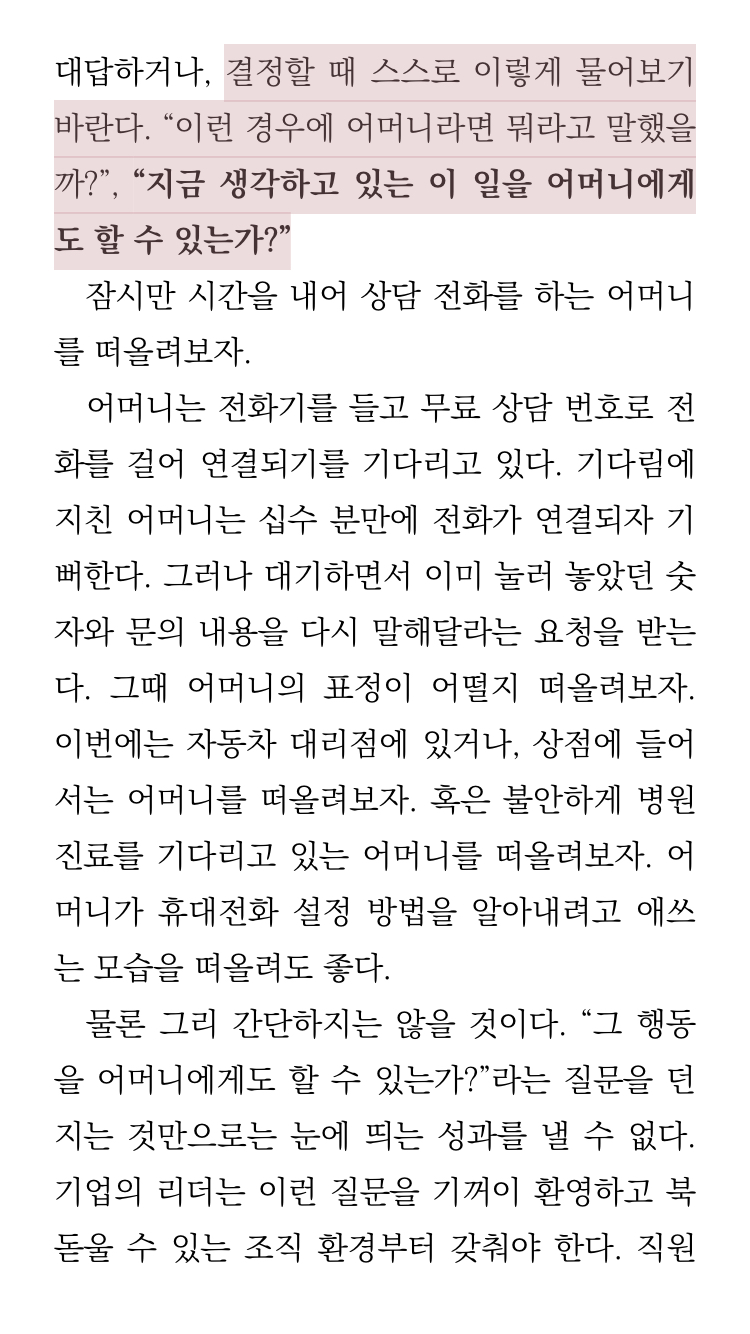 대답하거나, 결정할 때 스스로 이렇게 물어보기
바란다. “이런 경우에 어머니라면 뭐라고 말했을
까?”, “지금 생각하고 있는 이 일을 어머니에게
도 할 수 있는가?”
잠시만 시간을 내어 상담 전화를 하는 어머니
를 떠올려보자.
어머니는 전화기를 들고 무료 상담 번호로 전
화를 걸어 연결되기를 기다리고 있다. 기다림에
지친 어머니는 십수 분만에 전화가 연결되자 기
뻐한다. 그러나 대기하면서 이미 눌러 놓았던 숫
자와 문의 내용을 다시 말해달라는 요청을 받는
다. 그때 어머니의 표정이 어떨지 떠올려보자.
이번에는 자동차 대리점에 있거나, 상점에 들어
서는 어머니를 떠올려보자. 혹은 불안하게 병원
진료를 기다리고 있는 어머니를 떠올려보자. 어
머니가 휴대전화 설정 방법을 알아내려고 애쓰
는 모습을 떠올려도 좋다.
물론 그리 간단하지는 않을 것이다. “그 행동
을 어머니에게도 할 수 있는가?”라는 질문을 던
지는 것만으로는 눈에 띄는 성과를 낼 수 없다.
기업의 리더는 이런 질문을 기꺼이 환영하고 북
돋울 수 있는 조직 환경부터 갖춰야 한다. 직원